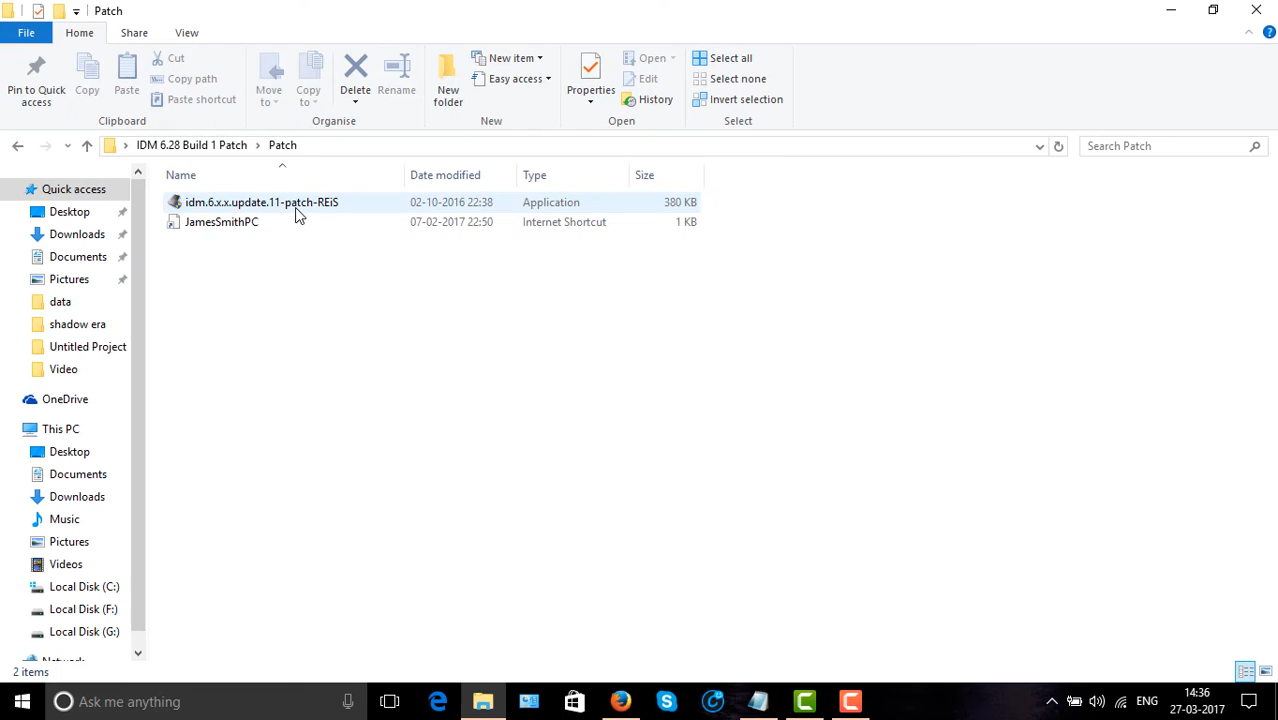 Patch
File Home Share View
Pin to Quick access
Copy
Paste
Cut
Copy path
Paste shortcut
Clipboard
Move to
Copy to
Delete
Rename
Organise
New folder
New item
Easy access
New
Properties
Open
Edit
History
Open
Select all
Select none
Invert selection
Select
IDM 6.28 Build 1 Patch > Patch
Search Patch
Name Date modified Type Size
idm.6.x.x.update.11-patch-REiS 02-10-2016 22:38 Application 380 KB
JamesSmithPC 07-02-2017 22:50 Internet Shortcut 1 KB
Quick access
Desktop
Downloads
Documents
Pictures
data
shadow era
Untitled Project
Video
OneDrive
This PC
Desktop
Documents
Downloads
Music
Pictures
Videos
Local Disk (C:)
Local Disk (F:)
Local Disk (G:)
Network
2 items
Ask me anything
ENG
14:36
27-03-2017